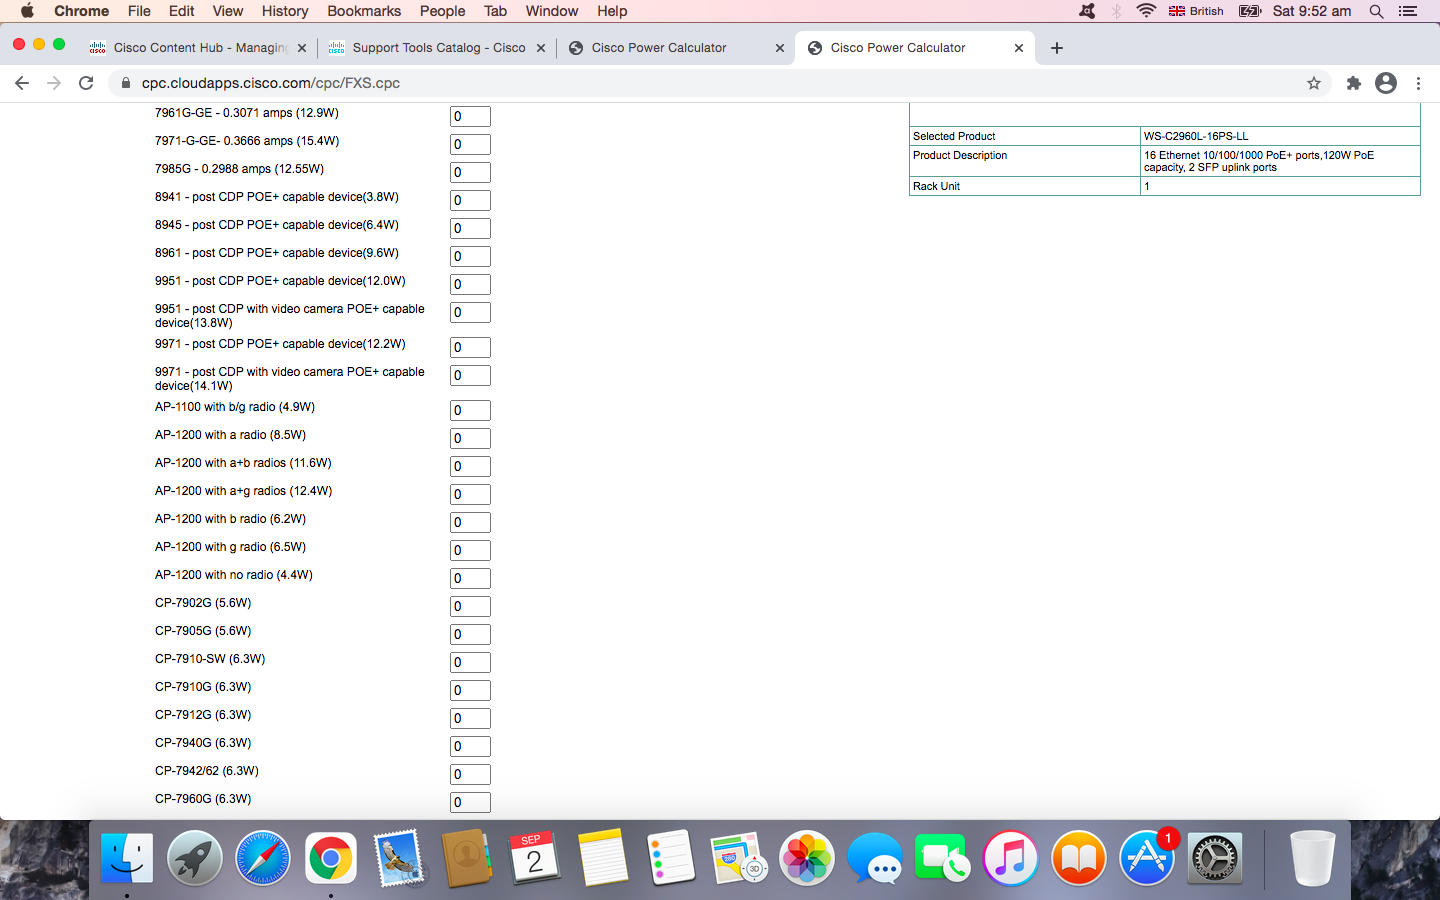 Chrome File Edit View History Bookmarks People Tab Window Help British Sat 9:52 am
Cisco Content Hub - Managing Support Tools Catalog - Cisco Cisco Power Calculator Cisco Power Calculator
cpc.cloudapps.cisco.com/cpc/FXS.cpc
7961G-GE - 0.3071 amps (12.9W) 0
7971-G-GE- 0.3666 amps (15.4W) 0
7985G - 0.2988 amps (12.55W) 0
8941 - post CDP POE+ capable device(3.8W) 0
8945 - post CDP POE+ capable device(6.4W) 0
8961 - post CDP POE+ capable device(9.6W) 0
9951 - post CDP POE+ capable device(12.0W) 0
9951 - post CDP with video camera POE+ capable
device(13.8W) 0
9971 - post CDP POE+ capable device(12.2W) 0
9971 - post CDP with video camera POE+ capable
device(14.1W) 0
AP-1100 with b/g radio (4.9W) 0
AP-1200 with a radio (8.5W) 0
AP-1200 with a+b radios (11.6W) 0
AP-1200 with a+g radios (12.4W) 0
AP-1200 with b radio (6.2W) 0
AP-1200 with g radio (6.5W) 0
AP-1200 with no radio (4.4W) 0
CP-7902G (5.6W) 0
CP-7905G (5.6W) 0
CP-7910-SW (6.3W) 0
CP-7910G (6.3W) 0
CP-7912G (6.3W) 0
CP-7940G (6.3W) 0
CP-7942/62 (6.3W) 0
CP-7960G (6.3W) 0
Selected Product WS-C2960L-16PS-LL
Product Description 16 Ethernet 10/100/1000 PoE+ ports,120W PoE
capacity, 2 SFP uplink ports
Rack Unit 1
SEP
2
280
3D
1